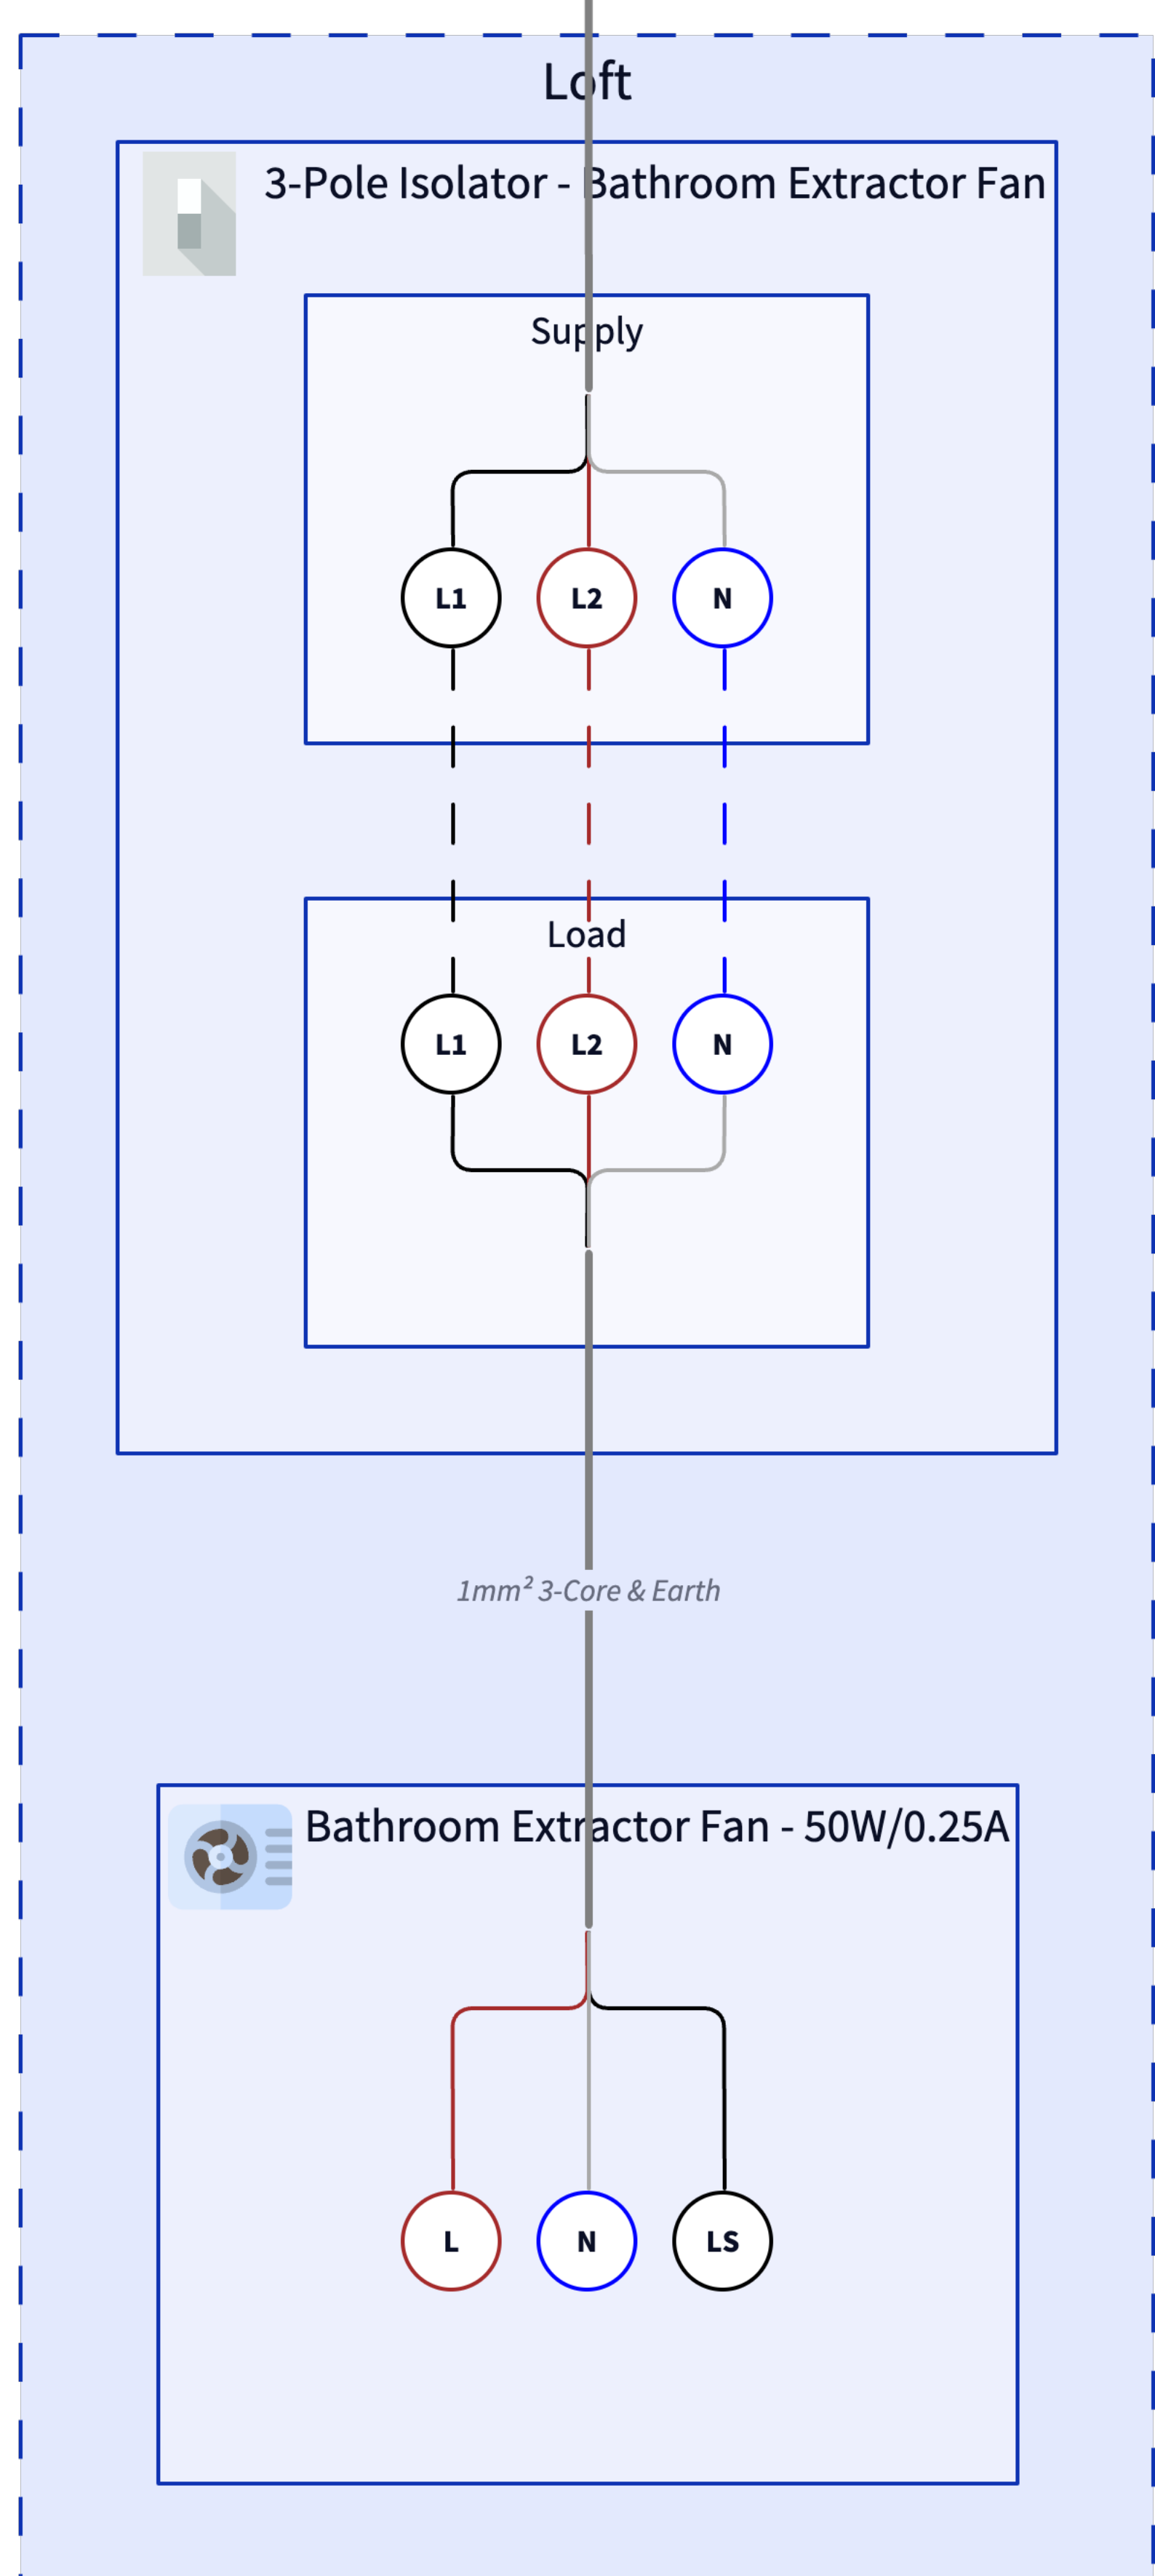 Loft
3-Pole Isolator - Bathroom Extractor Fan
Supply
L1 L2 N
Load
L1 L2 N
1mm² 3-Core & Earth
Bathroom Extractor Fan - 50W/0.25A
L N LS